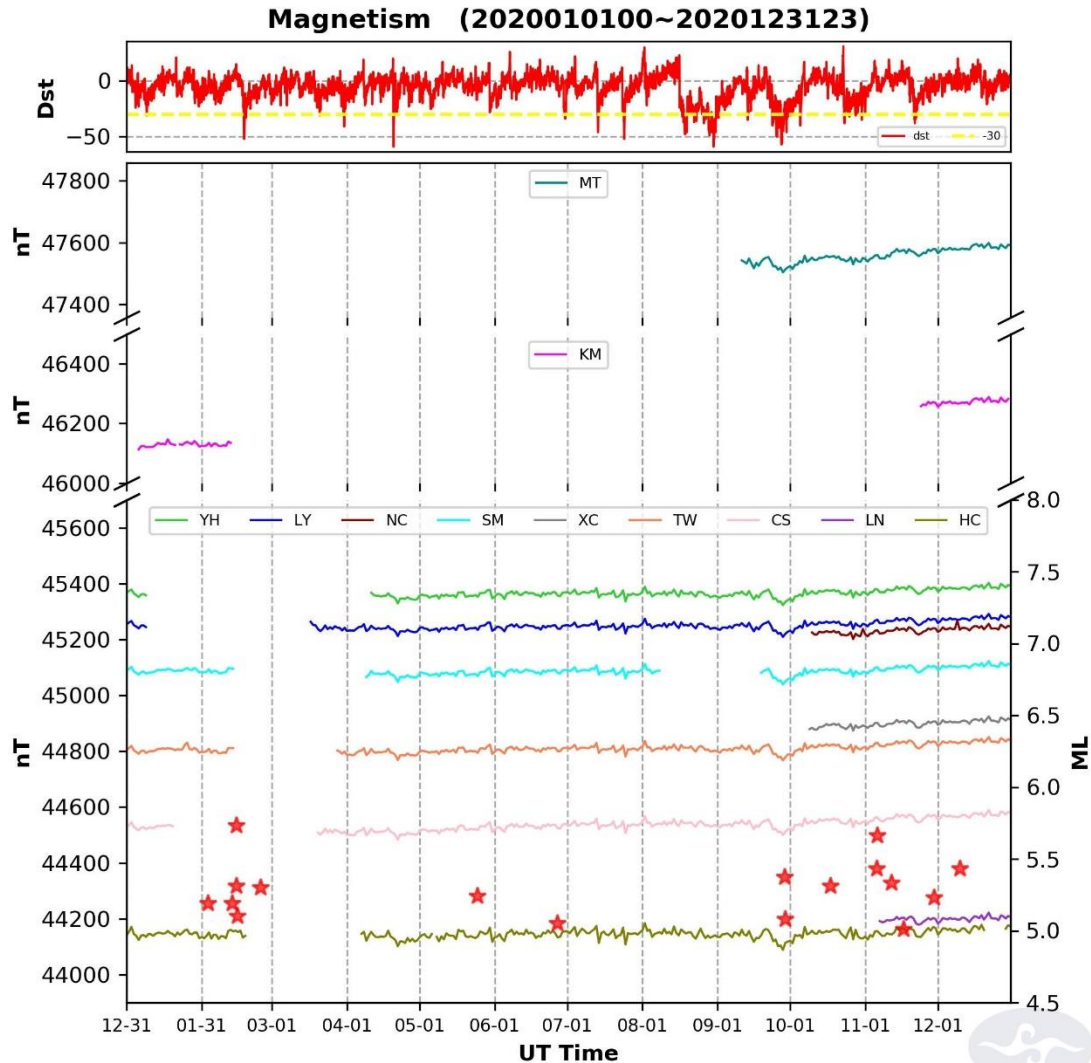 Magnetism (2020010100~2020123123)
Dst
0
−50
dst -30
nT
47800
47600
47400
MT
nT
46400
46200
46000
KM
YH LY NC SM XC TW CS LN HC
nT
45600
45400
45200
45000
44800
44600
44400
44200
44000
8.0
7.5
7.0
6.5
6.0
5.5
5.0
4.5
ML
12-31 01-31 03-01 04-01 05-01 06-01 07-01 08-01 09-01 10-01 11-01 12-01
UT Time